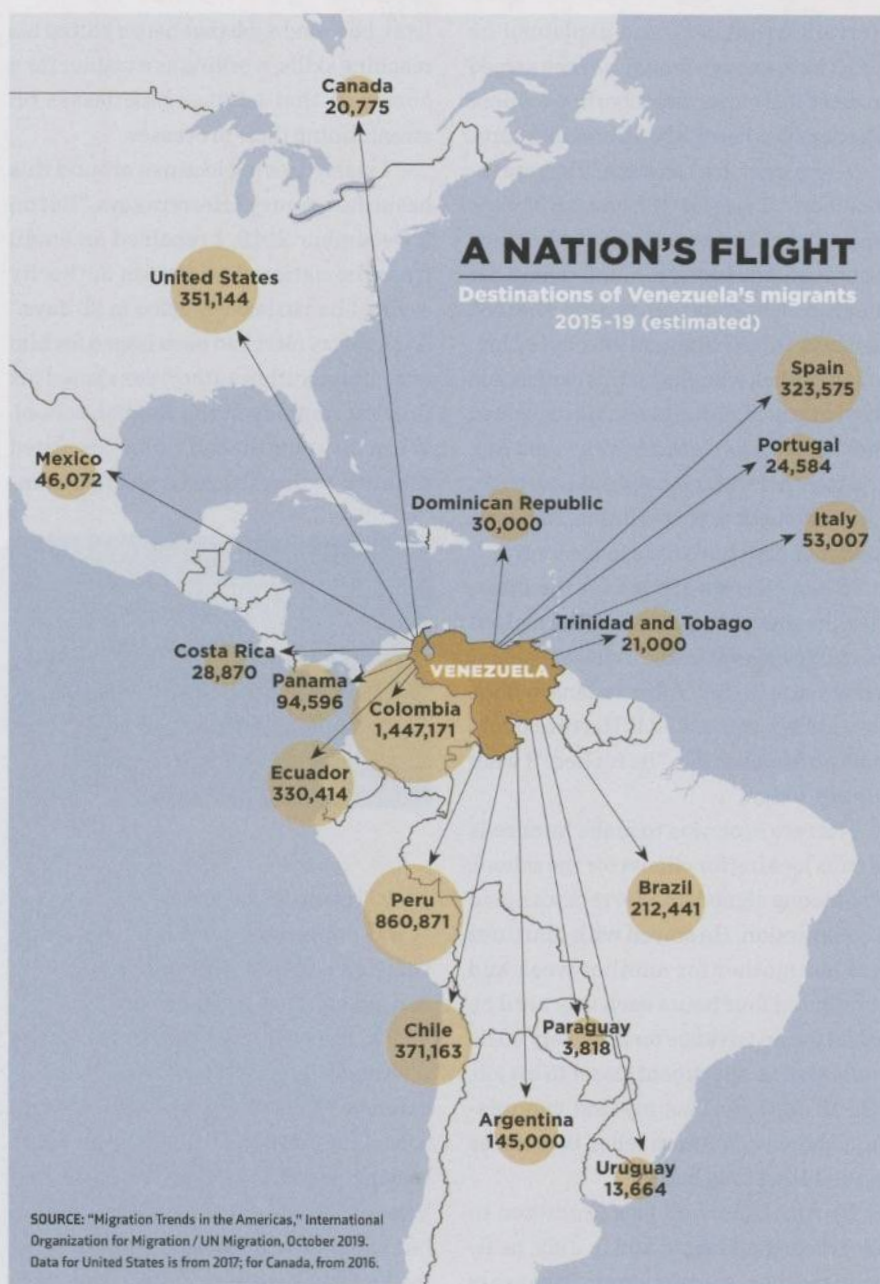 Canada
20,775
A NATION'S FLIGHT
Destinations of Venezuela's migrants
2015-19 (estimated)
United States
351,144
Spain
323,575
Portugal
24,584
Mexico
46,072
Dominican Republic
30,000
Italy
53,007
Trinidad and Tobago
21,000
Costa Rica
28,870
VENEZUELA
Panama
94,596
Colombia
1,447,171
Ecuador
330,414
Peru
860,871
Brazil
212,441
Chile
371,163
Paraguay
3,818
Argentina
145,000
Uruguay
13,664
SOURCE: "Migration Trends in the Americas," International
Organization for Migration / UN Migration, October 2019.
Data for United States is from 2017; for Canada, from 2016.